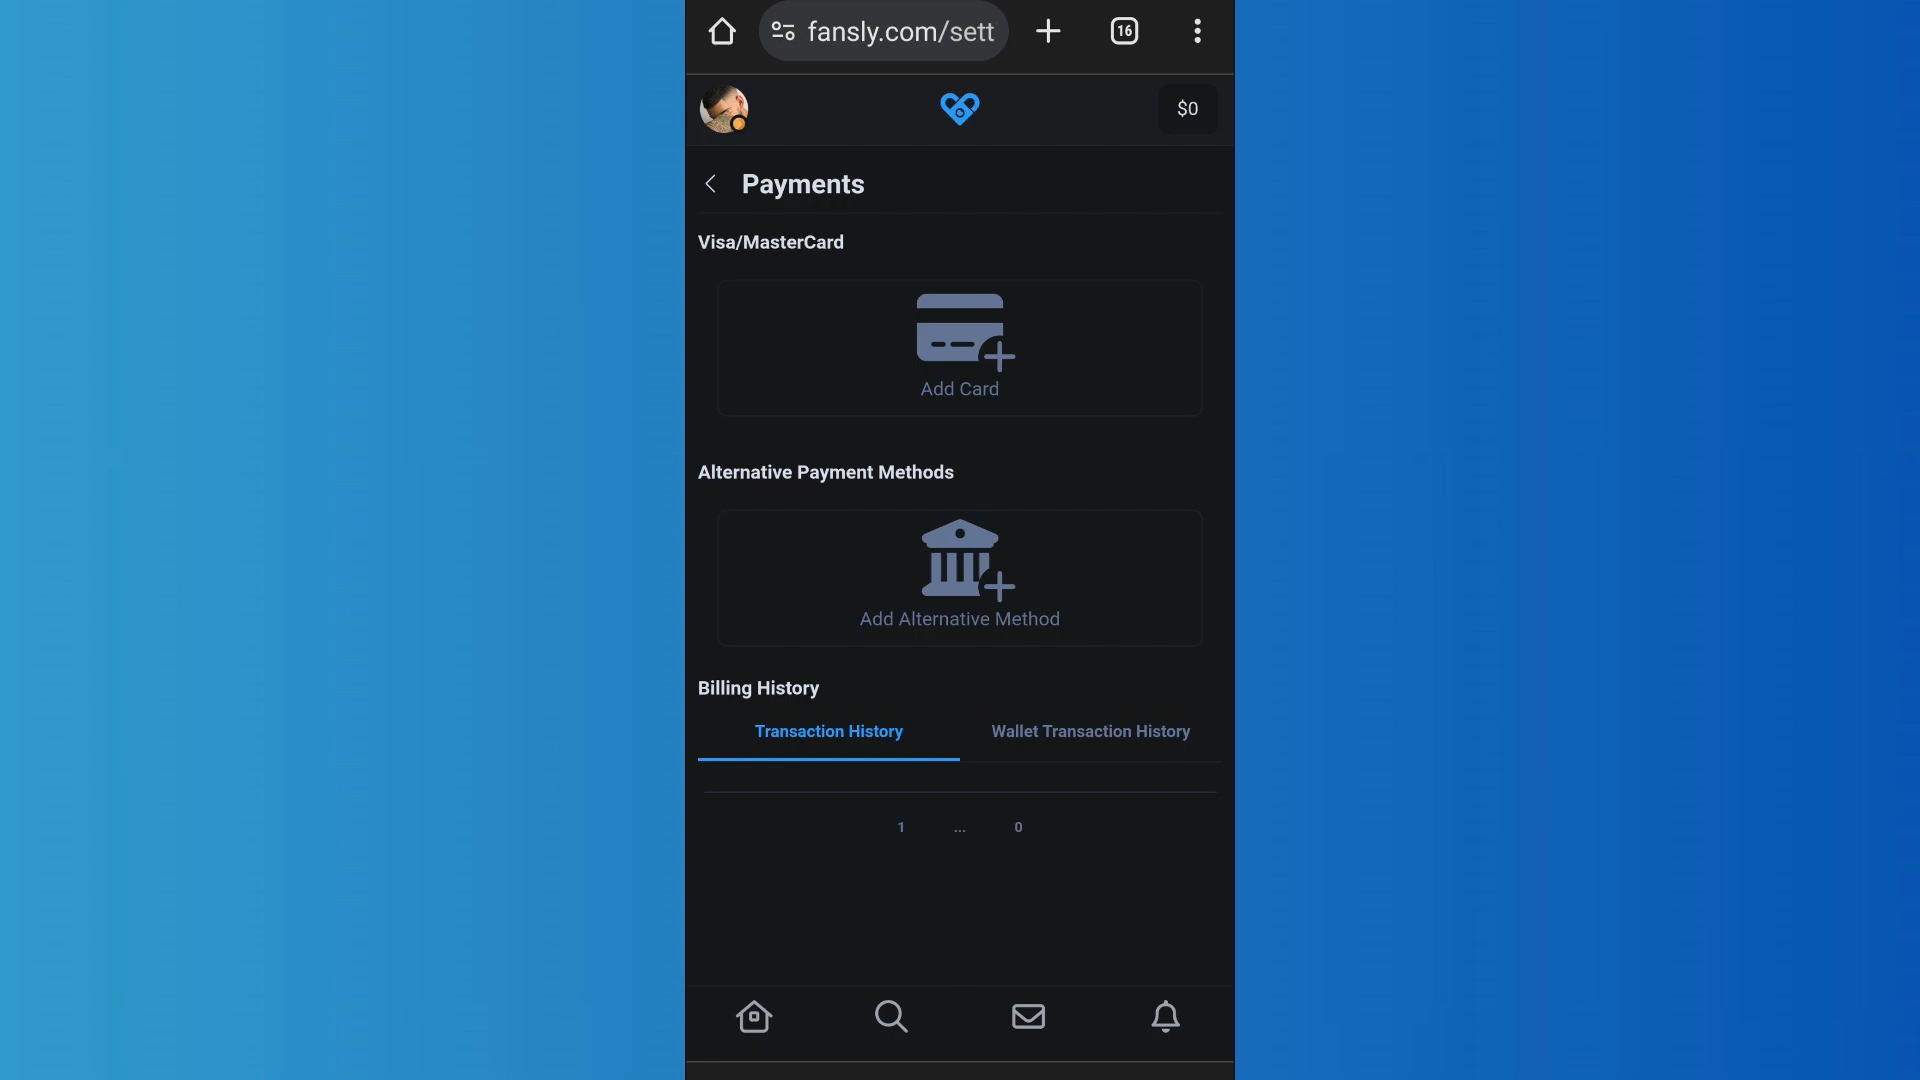 fansly.com/sett
16
$0
Payments
Visa/MasterCard
Add Card
Alternative Payment Methods
Add Alternative Method
Billing History
Transaction History
Wallet Transaction History
1 ... 0